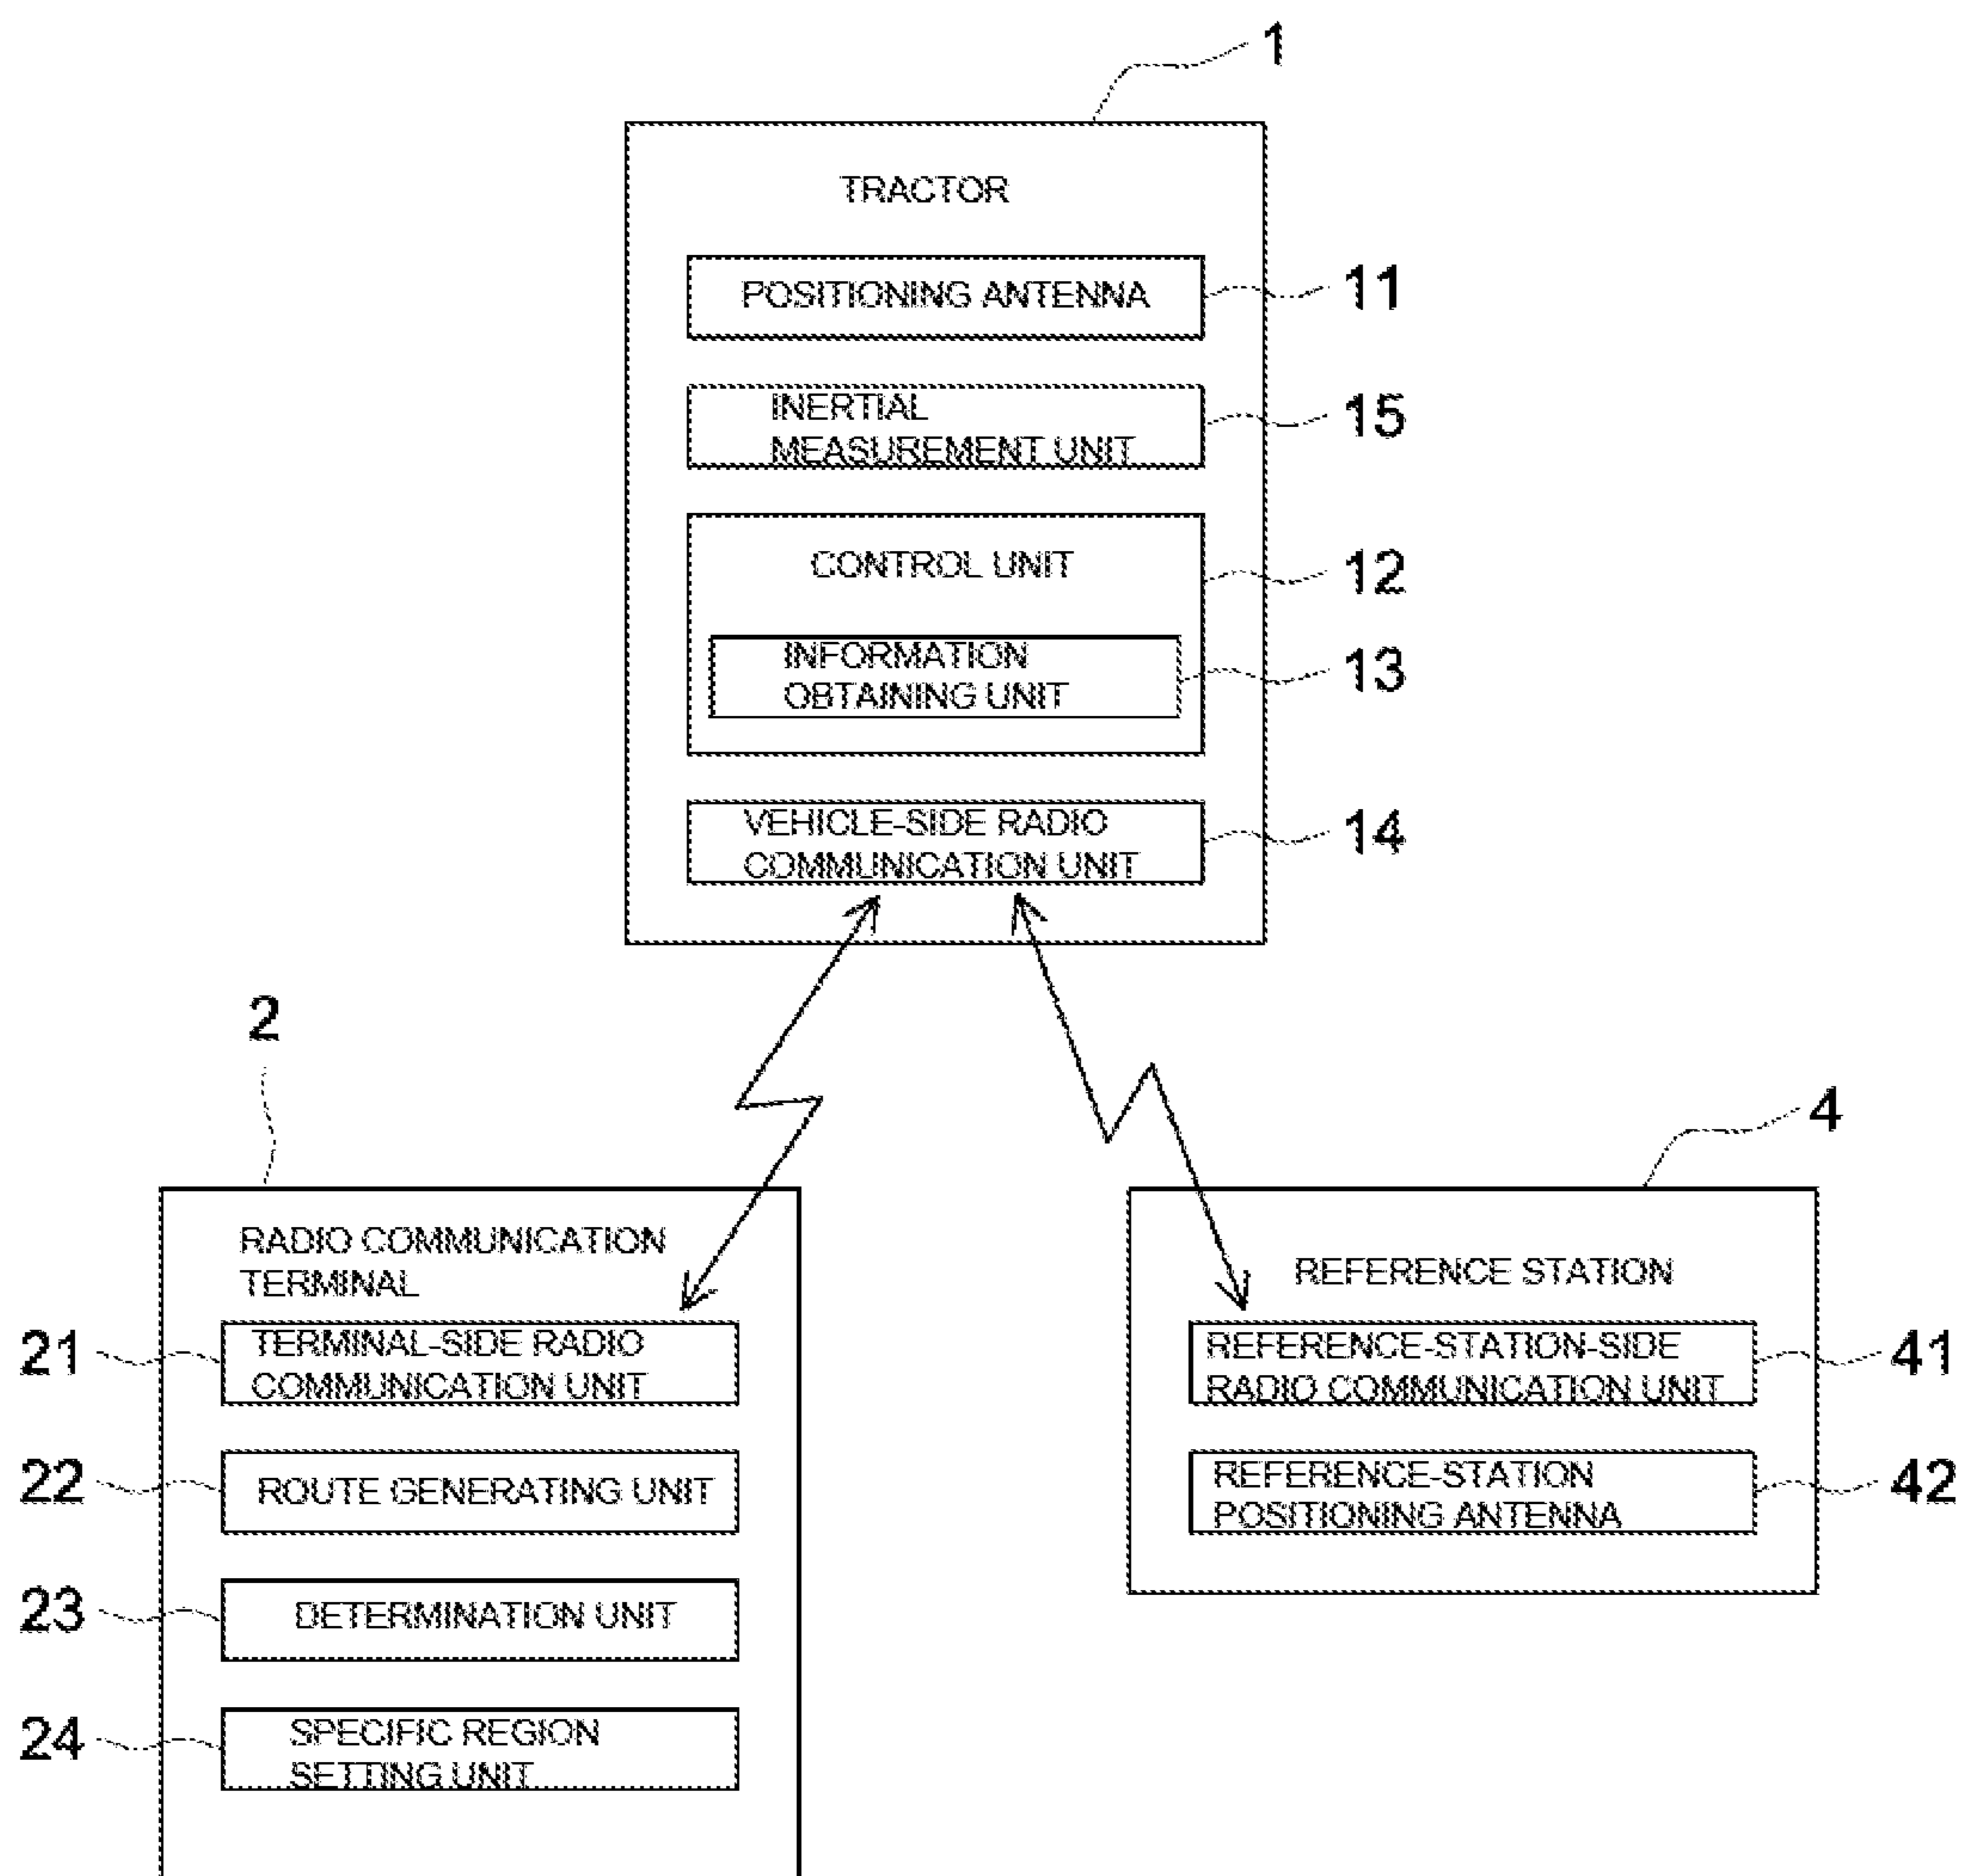 1
TRACTOR
POSITIONING ANTENNA
11
INERTIAL
MEASUREMENT UNIT
15
CONTROL UNIT
12
INFORMATION
OBTAINING UNIT
13
VEHICLE-SIDE RADIO
COMMUNICATION UNIT
14
2
RADIO COMMUNICATION
TERMINAL
21
TERMINAL-SIDE RADIO
COMMUNICATION UNIT
22
ROUTE GENERATING UNIT
23
DETERMINATION UNIT
24
SPECIFIC REGION
SETTING UNIT
4
REFERENCE STATION
REFERENCE-STATION-SIDE
RADIO COMMUNICATION UNIT
41
REFERENCE-STATION
POSITIONING ANTENNA
42